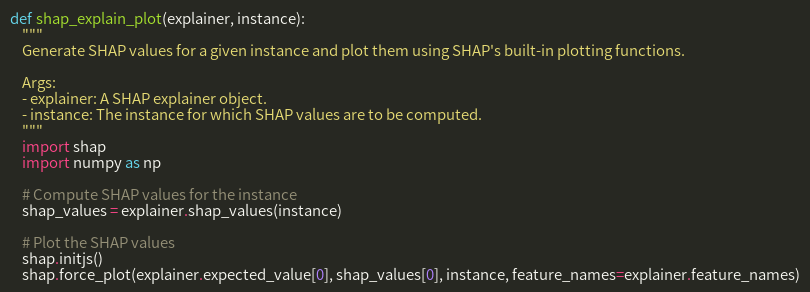 def shap_explain_plot(explainer, instance):
    """
    Generate SHAP values for a given instance and plot them using SHAP's built-in plotting functions.

    Args:
    - explainer: A SHAP explainer object.
    - instance: The instance for which SHAP values are to be computed.
    """
    import shap
    import numpy as np

    # Compute SHAP values for the instance
    shap_values = explainer.shap_values(instance)

    # Plot the SHAP values
    shap.initjs()
    shap.force_plot(explainer.expected_value[0], shap_values[0], instance, feature_names=explainer.feature_names)